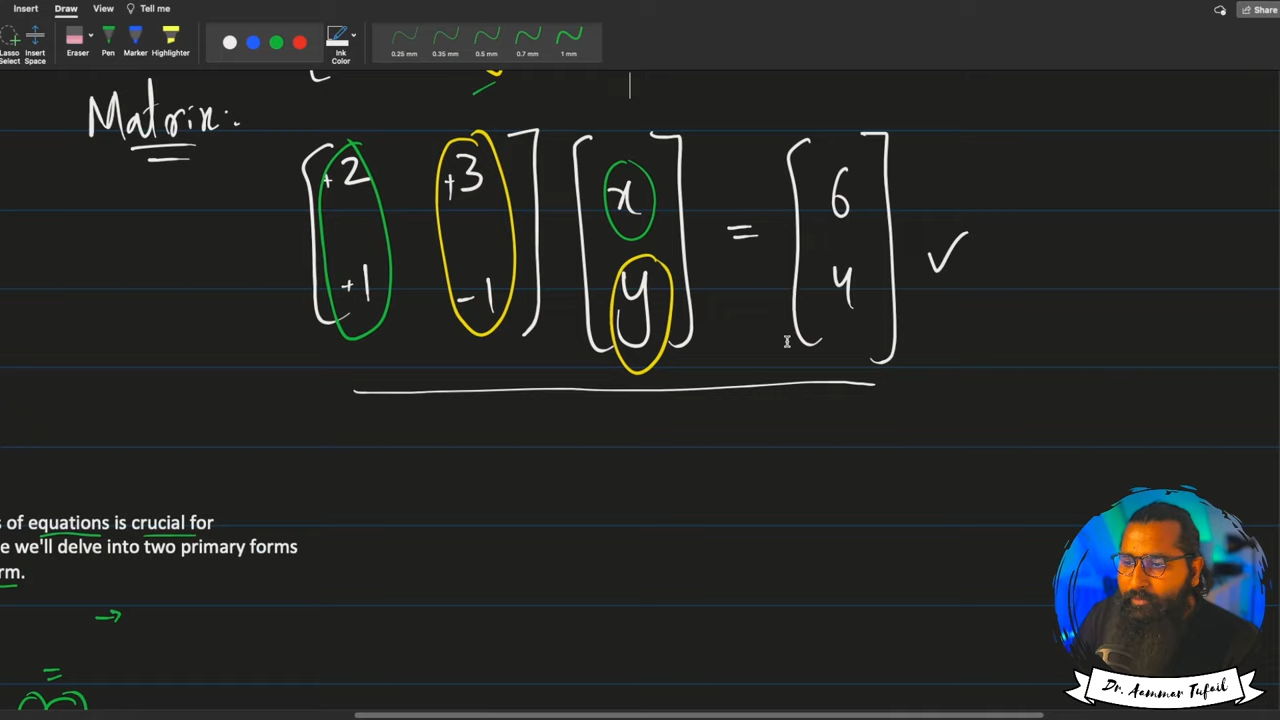 Insert Draw View Tell me
Share
Lasso Select Insert Space Eraser Pen Marker Highlighter Ink Color 0.25 mm 0.35 mm 0.5 mm 0.7 mm 1 mm
Matrix:
[+2 +3] [x] = [6] ✓
[+1 -1] [y] [4]
s of equations is crucial for
e we'll delve into two primary forms
rm.
→
=
Dr. Aammar Tufail